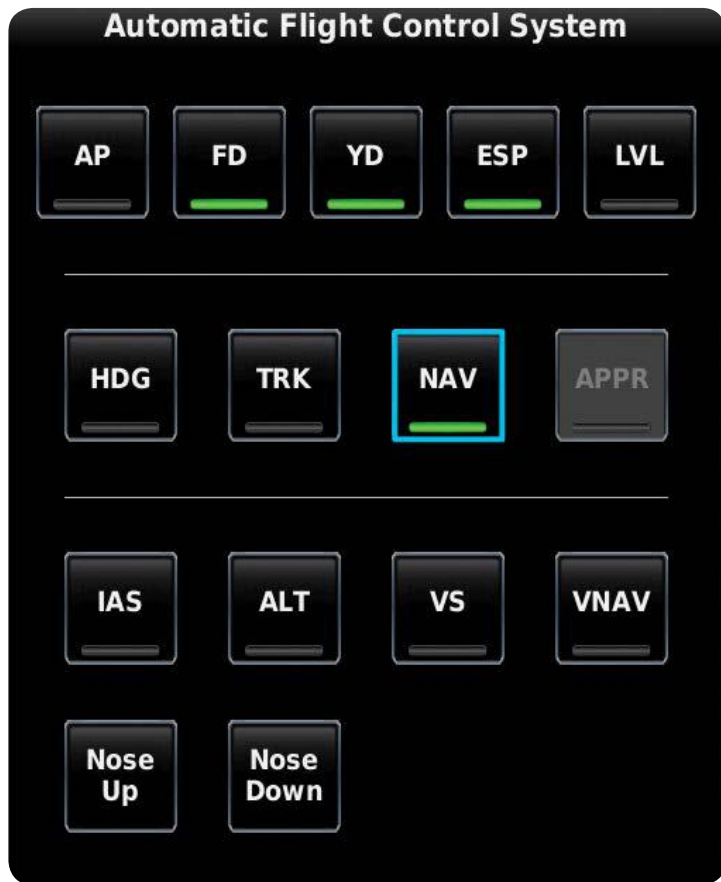 Automatic Flight Control System
AP FD YD ESP LVL
HDG TRK NAV APPR
IAS ALT VS VNAV
Nose Up
Nose Down